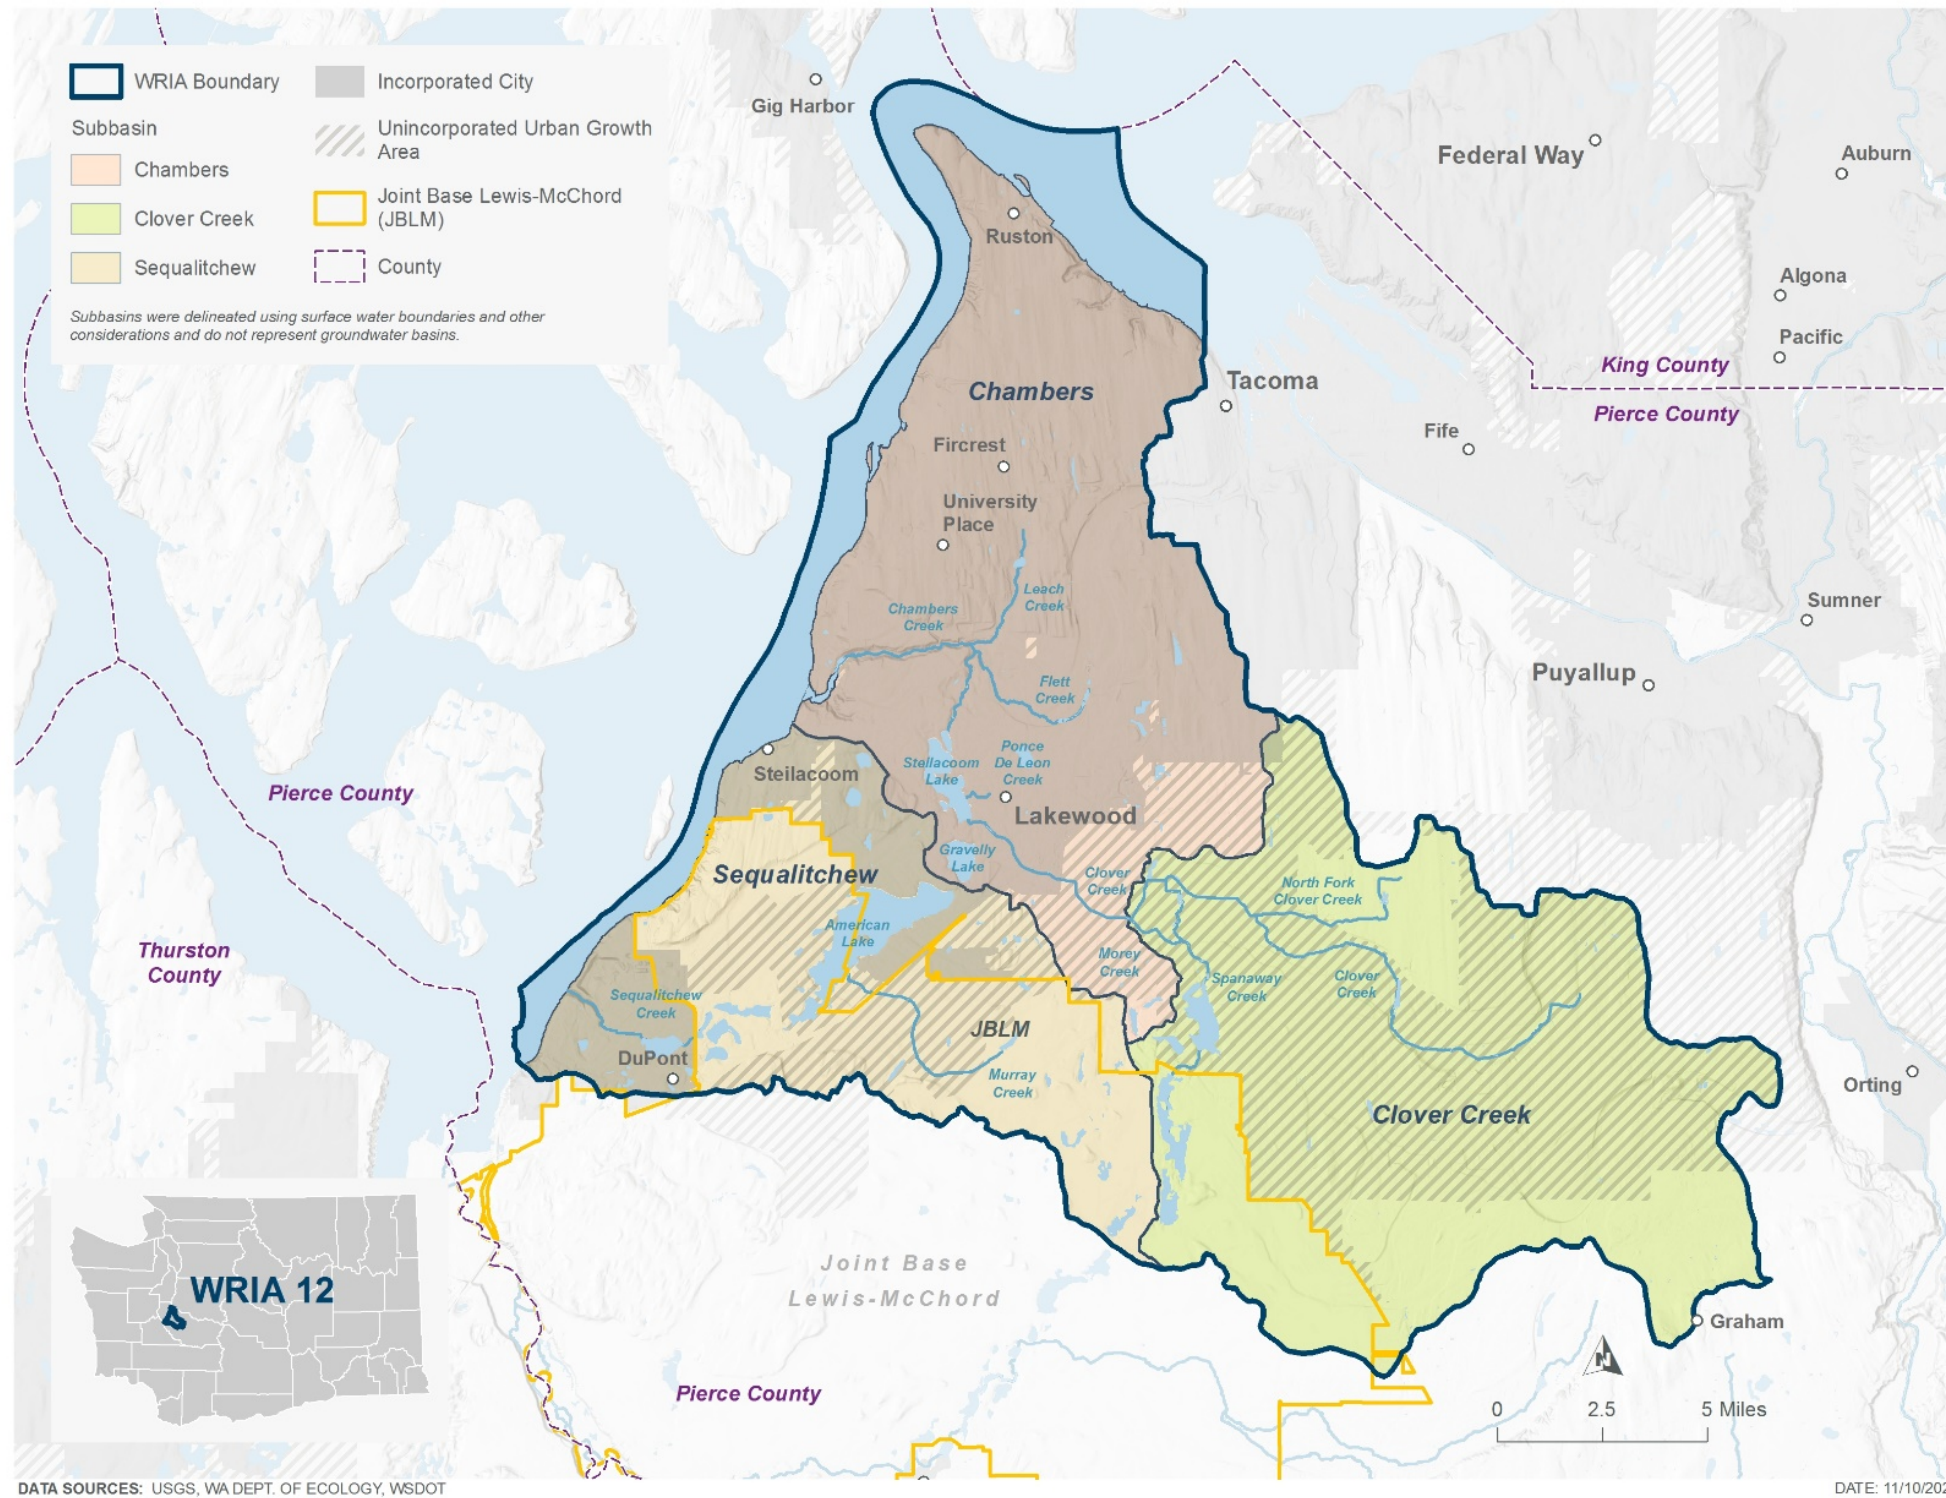 WRIA Boundary
Subbasin
Chambers
Clover Creek
Sequalitchew
Incorporated City
Unincorporated Urban Growth
Area
Joint Base Lewis-McChord
(JBLM)
County
Subbasins were delineated using surface water boundaries and other
considerations and do not represent groundwater basins.
Gig Harbor
Federal Way
Auburn
Ruston
Algona
Pacific
King County
Pierce County
Tacoma
Chambers
Fife
Fircrest
University
Place
Leach
Creek
Chambers
Creek
Sumner
Puyallup
Flett
Creek
Steilacoom
Steilacoom
Lake
Ponce
De Leon
Creek
Lakewood
Pierce County
Gravelly
Lake
Sequalitchew
Clover
Creek
North Fork
Clover Creek
American
Lake
Thurston
County
Morey
Creek
Spanaway
Creek
Clover
Creek
Sequalitchew
Creek
JBLM
DuPont
Murray
Creek
Orting
Clover Creek
WRIA 12
Joint Base
Lewis-McChord
Graham
N
Pierce County
0 2.5 5 Miles
DATA SOURCES: USGS, WA DEPT. OF ECOLOGY, WSDOT
DATE: 11/10/202